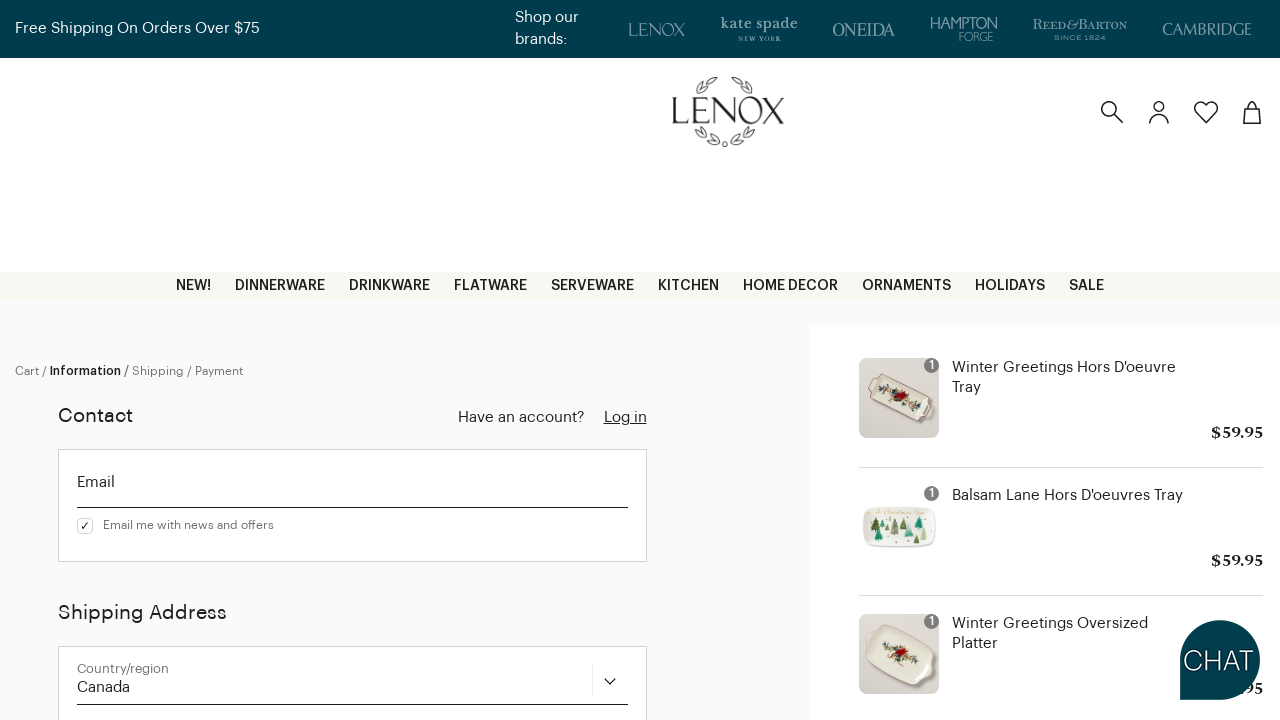 Free Shipping On Orders Over $75
Shop our
brands:
LENOX
kate spade
NEW YORK
ONEIDA
HAMPTON
FORGE
REED & BARTON
SINCE 1824
CAMBRIDGE
LENOX
NEW!
DINNERWARE
DRINKWARE
FLATWARE
SERVEWARE
KITCHEN
HOME DECOR
ORNAMENTS
HOLIDAYS
SALE
Cart / Information / Shipping / Payment
Contact
Have an account?
Log in
Email
Email me with news and offers
Shipping Address
Country/region
Canada
1
Winter Greetings Hors D'oeuvre
Tray
$59.95
1
Balsam Lane Hors D'oeuvres Tray
$59.95
1
Winter Greetings Oversized
Platter
CHAT